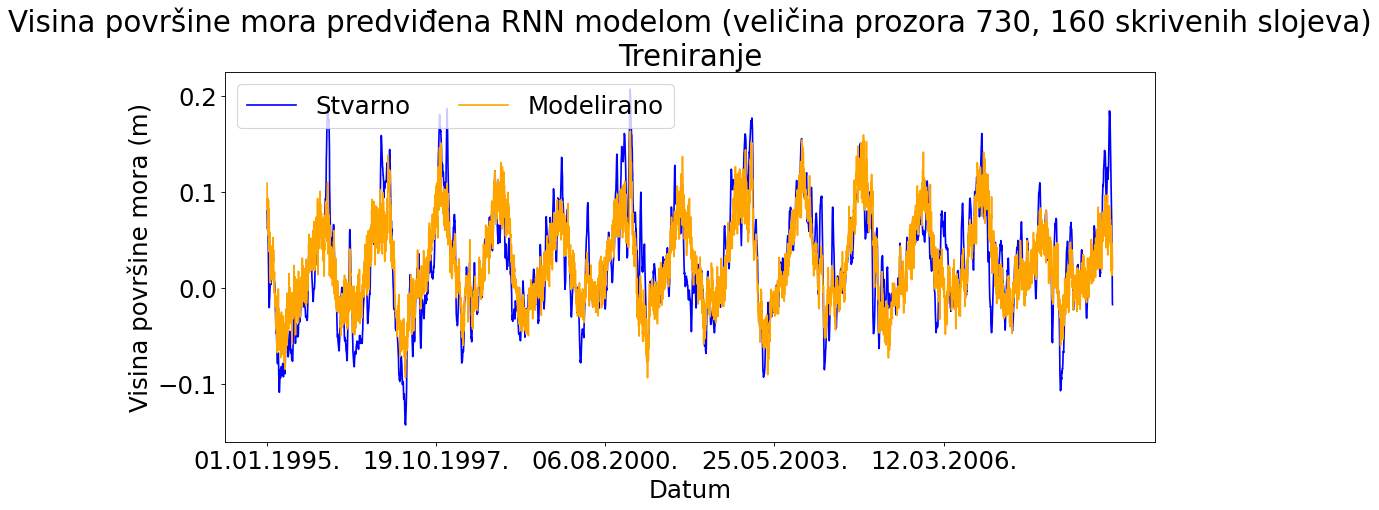 Visina površine mora predviđena RNN modelom (veličina prozora 730, 160 skrivenih slojeva)
Treniranje
Stvarno Modelirano
Visina površine mora (m)
0.2
0.1
0.0
−0.1
01.01.1995. 19.10.1997. 06.08.2000. 25.05.2003. 12.03.2006.
Datum